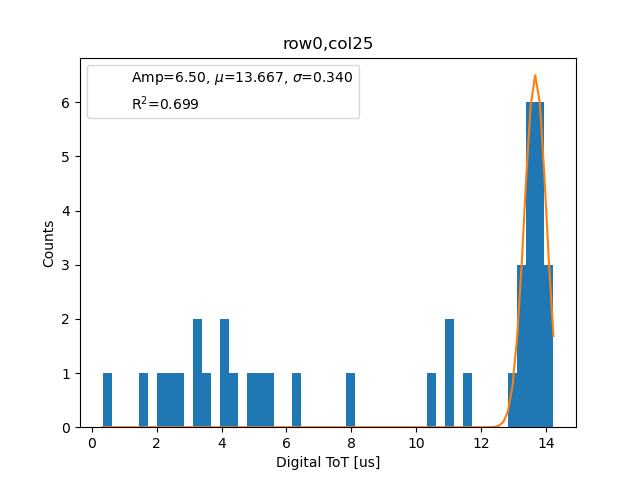 row0,col25
Amp=6.50, μ=13.667, σ=0.340
R²=0.699
Counts
6
5
4
3
2
1
0
0 2 4 6 8 10 12 14
Digital ToT [us]